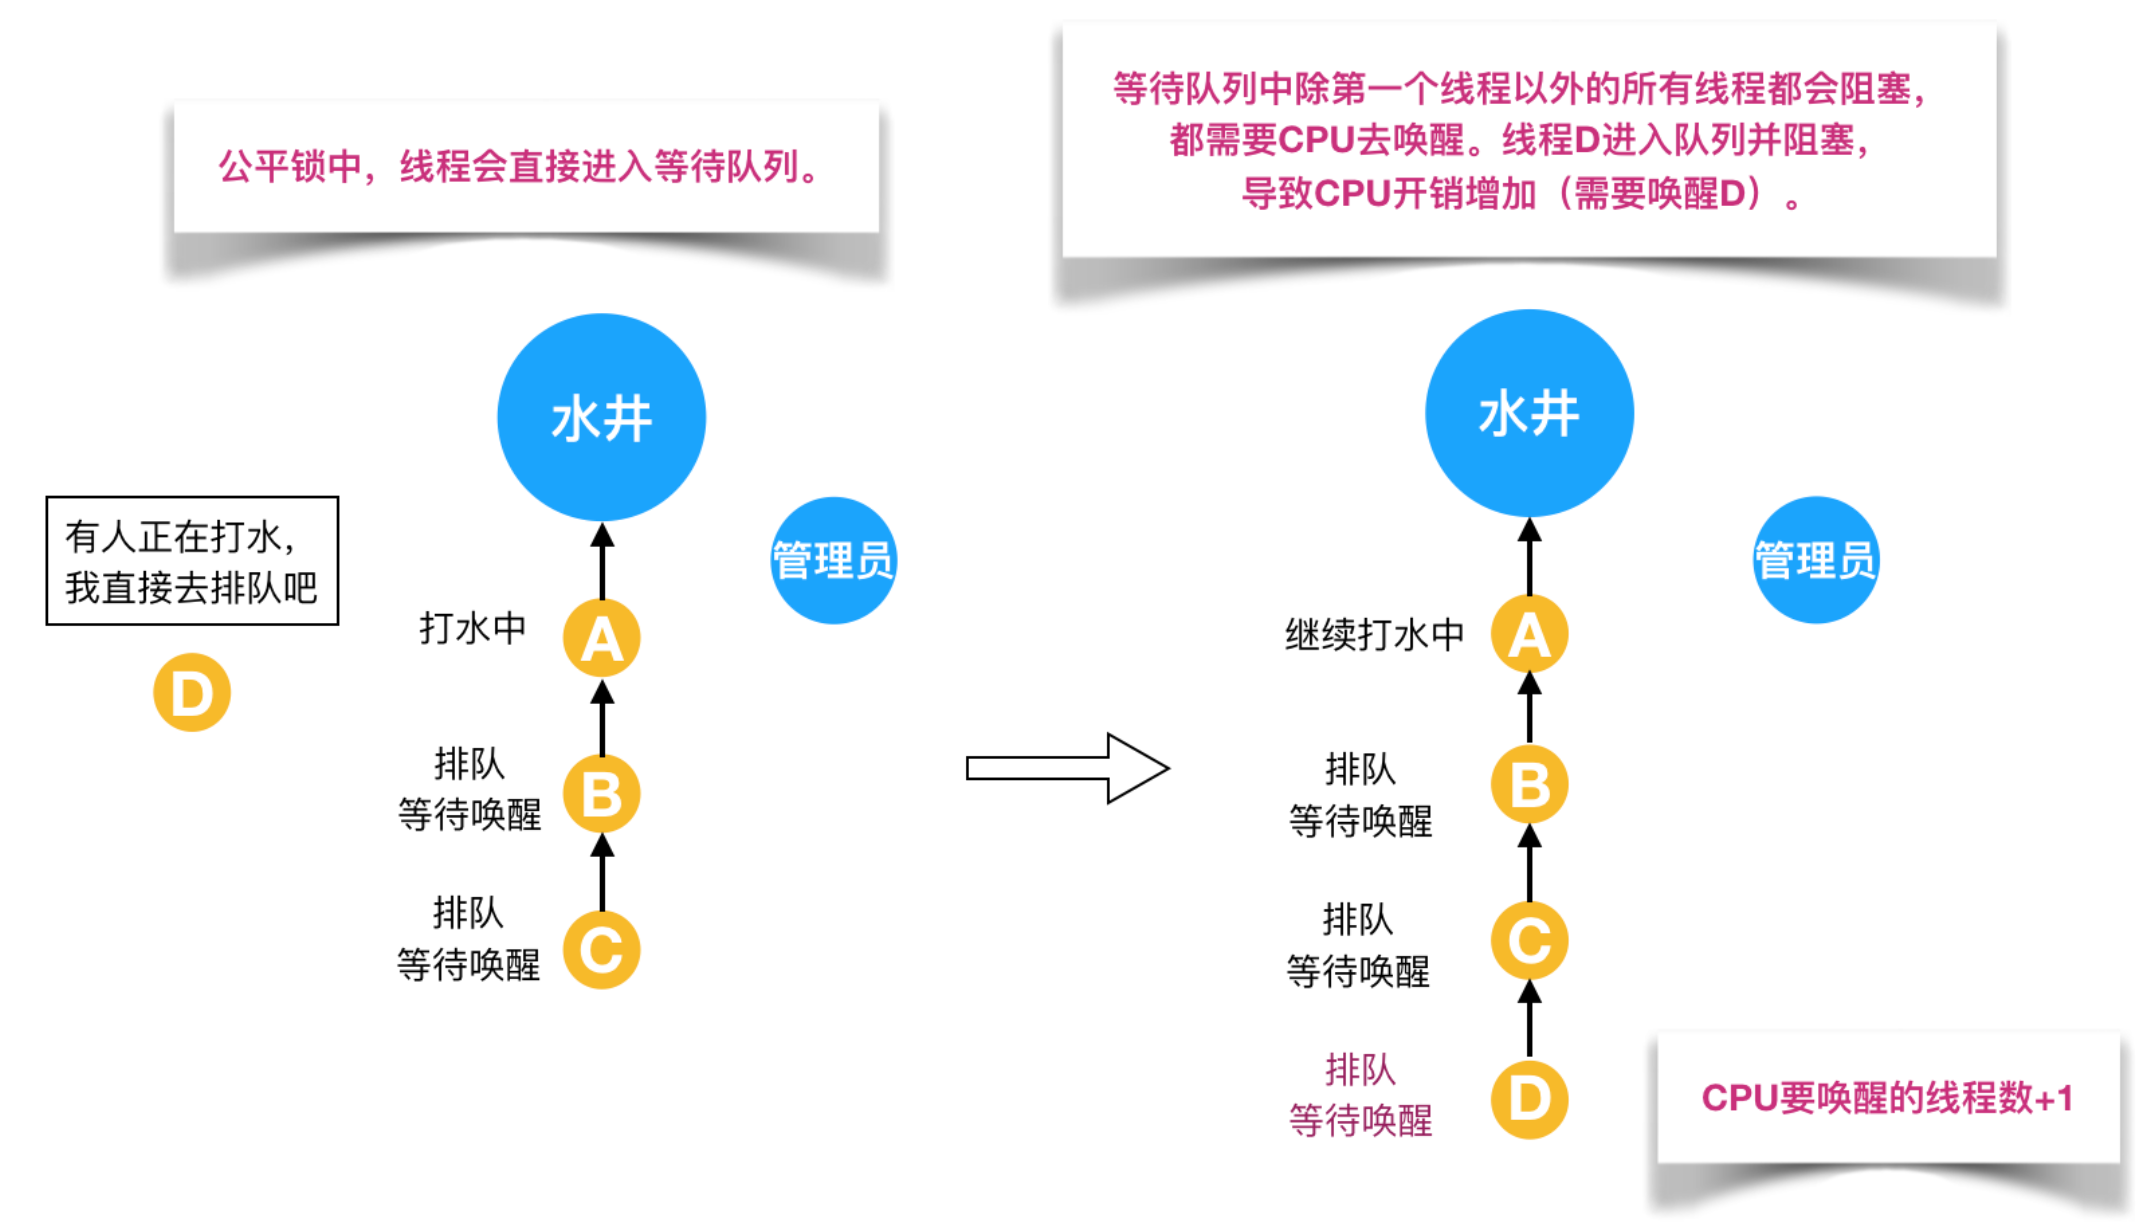 公平锁中，线程会直接进入等待队列。
等待队列中除第一个线程以外的所有线程都会阻塞，
都需要CPU去唤醒。线程D进入队列并阻塞，
导致CPU开销增加（需要唤醒D）。
水井
有人正在打水，
我直接去排队吧
D
管理员
打水中
A
排队
等待唤醒
B
排队
等待唤醒
C
水井
管理员
继续打水中
A
排队
等待唤醒
B
排队
等待唤醒
C
排队
等待唤醒
D
CPU要唤醒的线程数+1